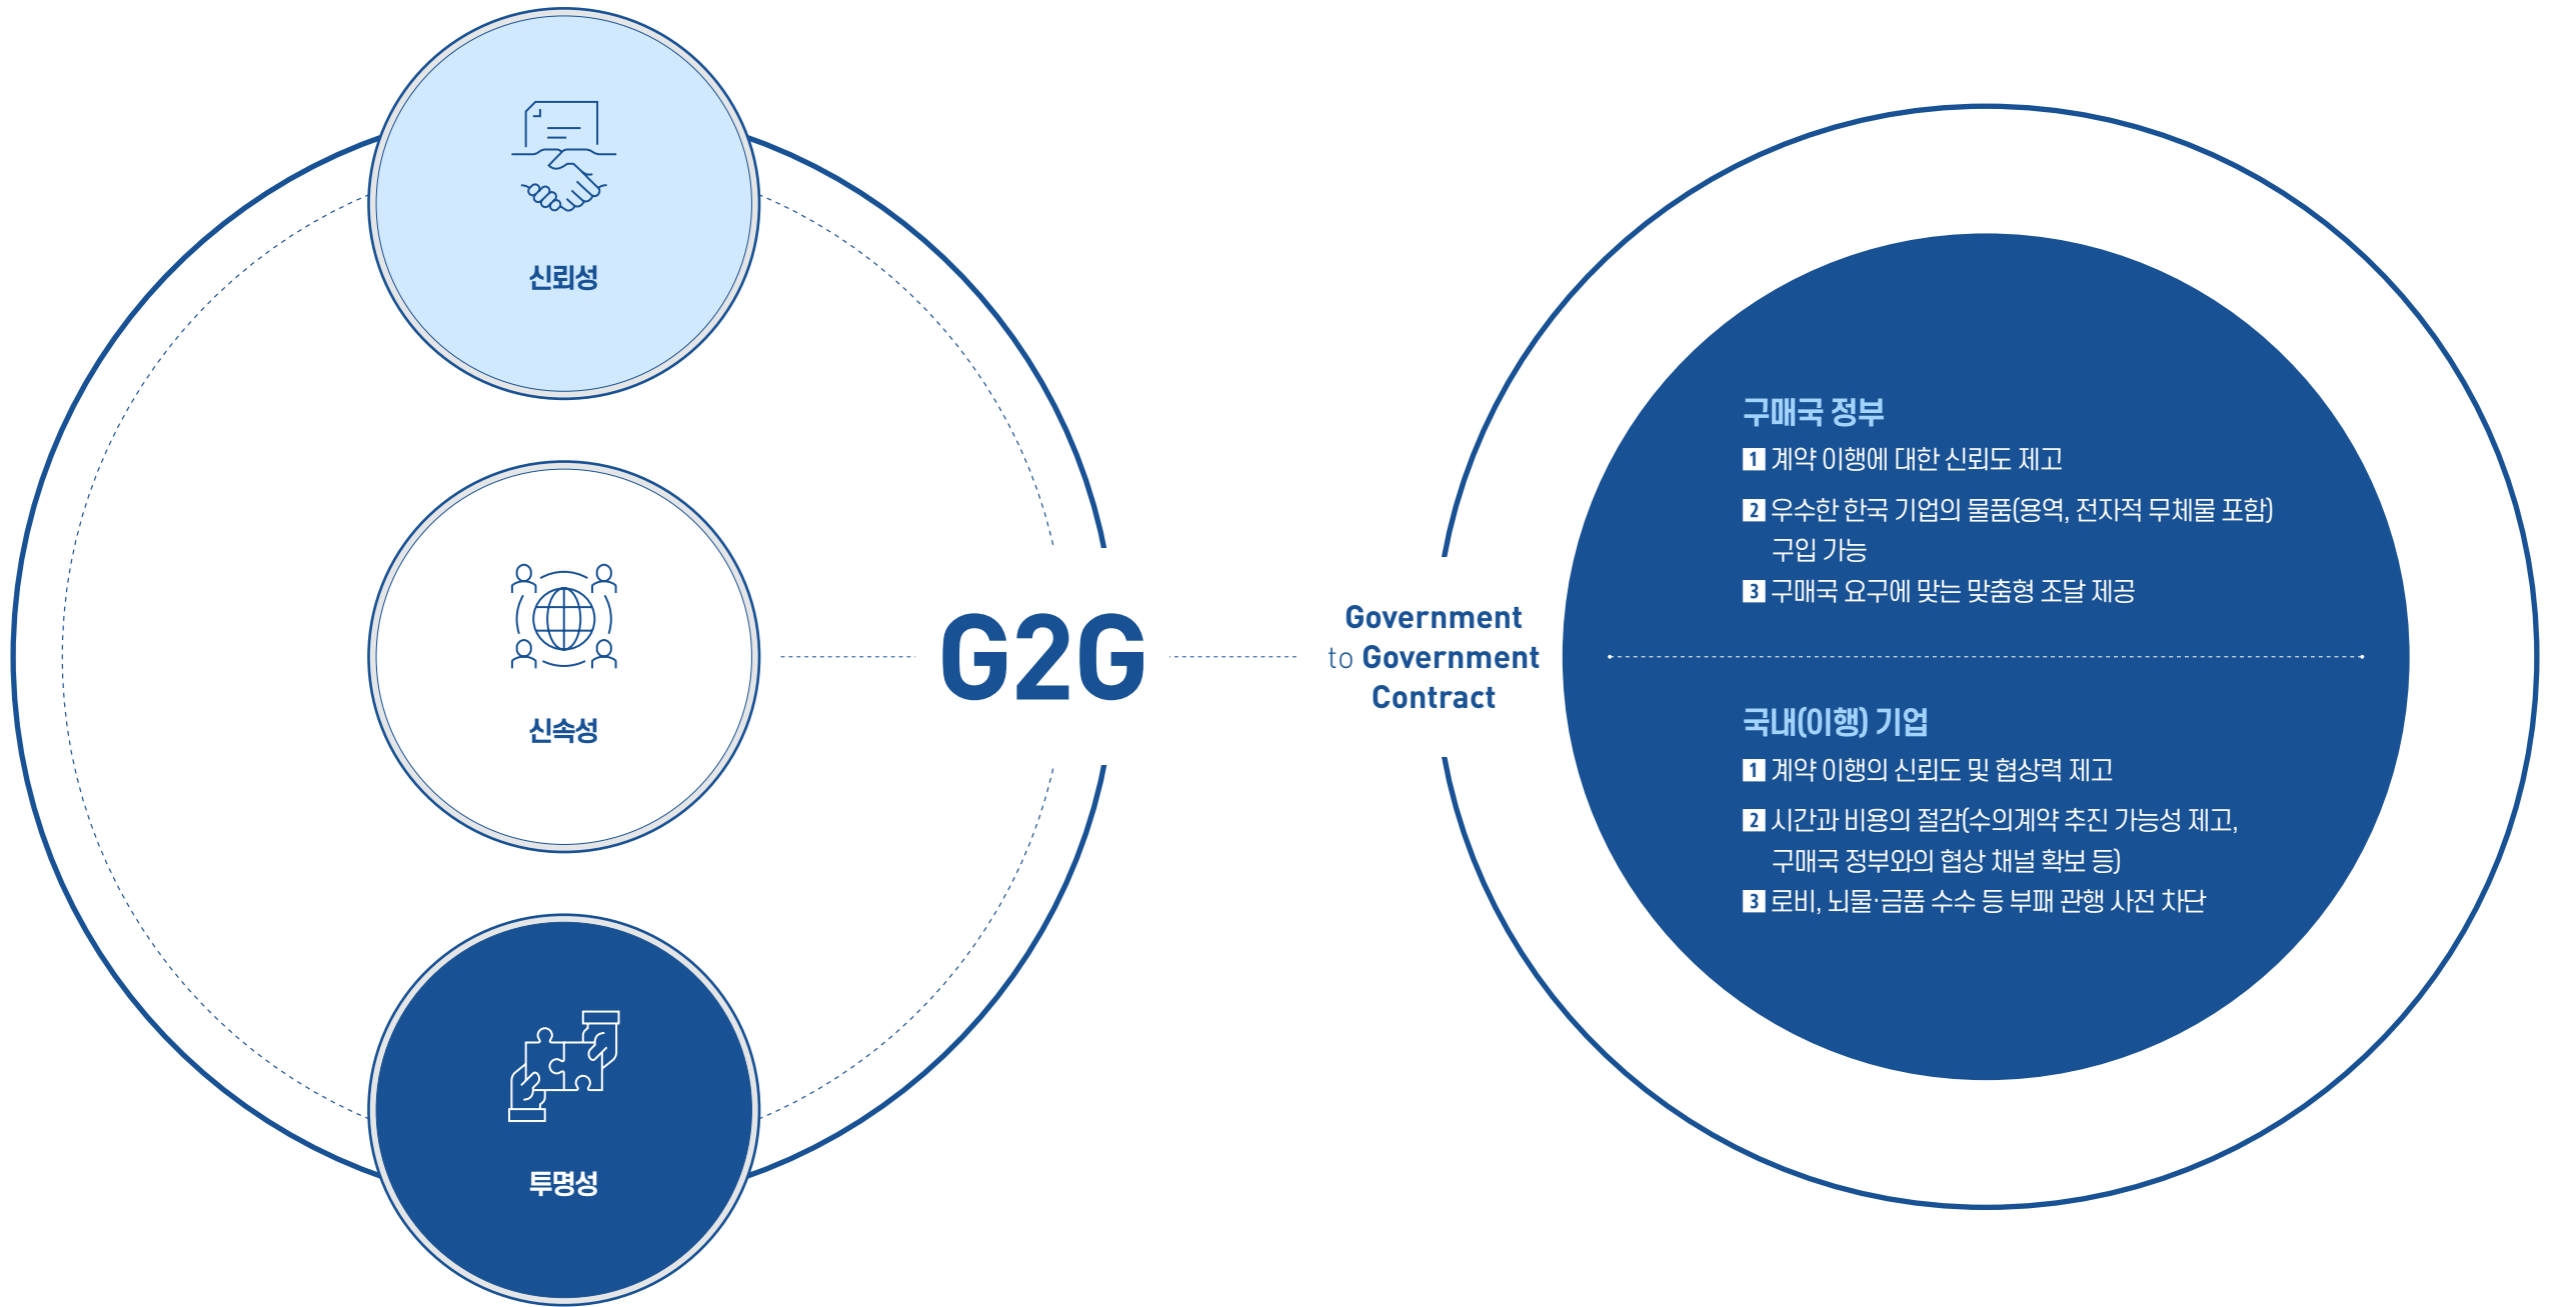 신뢰성
신속성
투명성
G2G
Government
to Government
Contract
구매국 정부
1 계약 이행에 대한 신뢰도 제고
2 우수한 한국 기업의 물품(용역, 전자적 무체물 포함)
구입 가능
3 구매국 요구에 맞는 맞춤형 조달 제공
국내(이행) 기업
1 계약 이행의 신뢰도 및 협상력 제고
2 시간과 비용의 절감(수의계약 추진 가능성 제고,
구매국 정부와의 협상 채널 확보 등)
3 로비, 뇌물·금품 수수 등 부패 관행 사전 차단